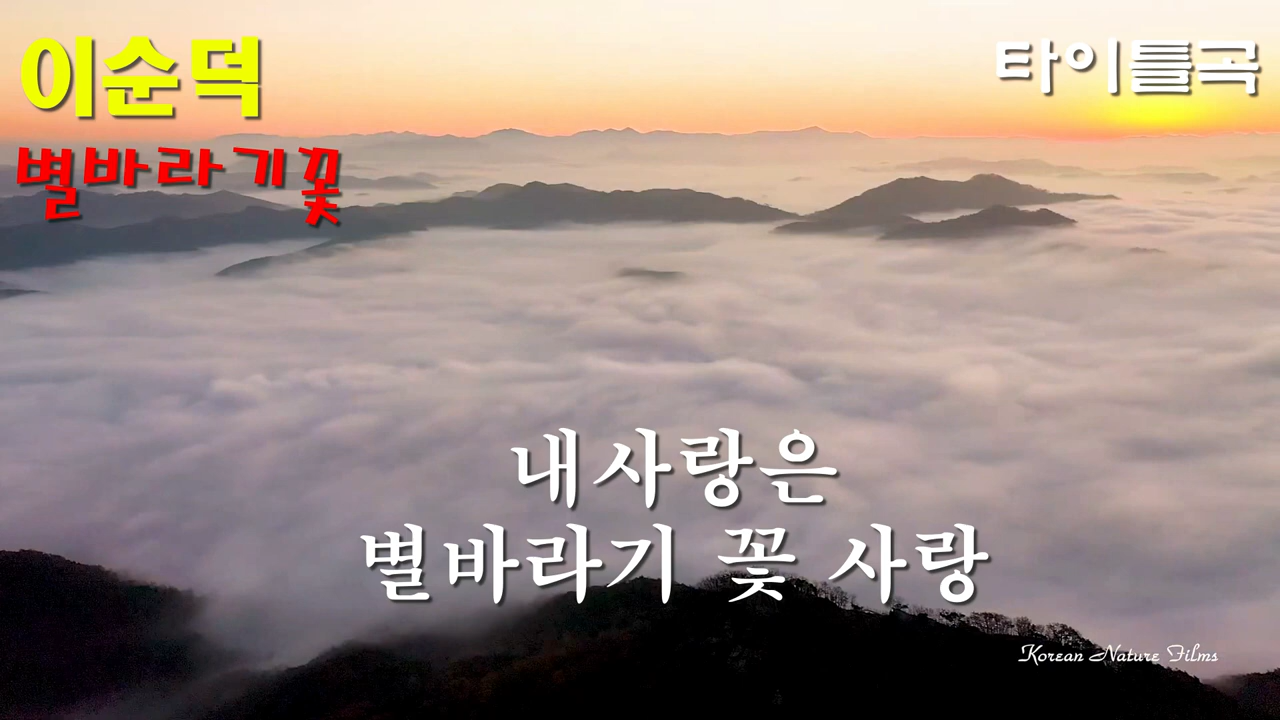 이순덕
타이틀곡
별바라기꽃
내사랑은
별바라기 꽃 사랑
Korean Nature Films